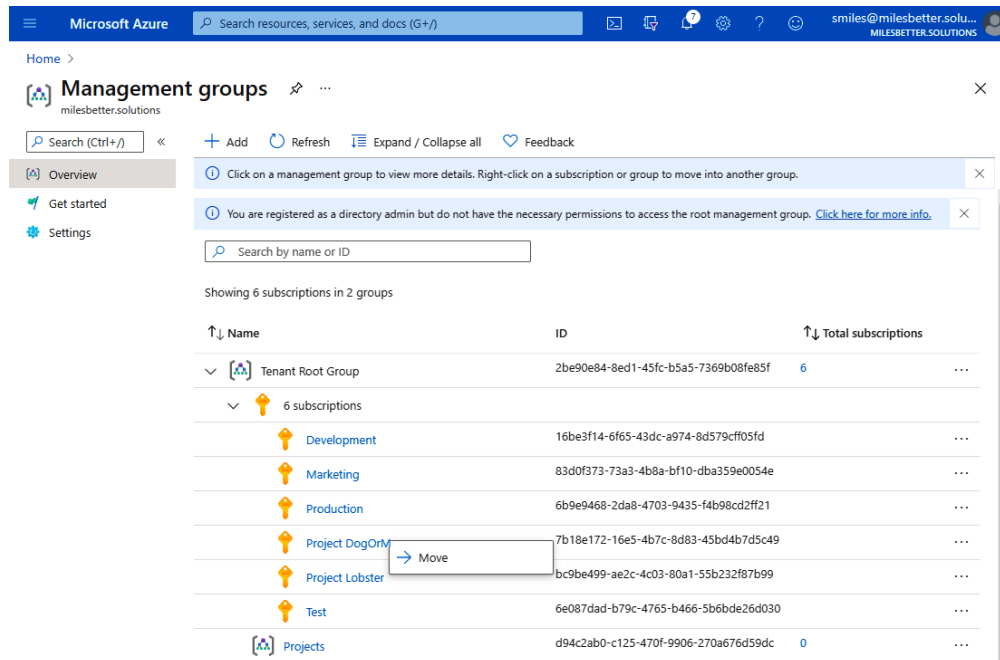 Microsoft Azure
Search resources, services, and docs (G+/)
7
smiles@milesbetter.solu...
MILESBETTER.SOLUTIONS
Home >
Management groups
milesbetter.solutions
Search (Ctrl+/)
Add
Refresh
Expand / Collapse all
Feedback
Overview
Click on a management group to view more details. Right-click on a subscription or group to move into another group.
Get started
You are registered as a directory admin but do not have the necessary permissions to access the root management group. Click here for more info.
Settings
Search by name or ID
Showing 6 subscriptions in 2 groups
Name ID Total subscriptions
Tenant Root Group 2be90e84-8ed1-45fc-b5a5-7369b08fe85f 6
6 subscriptions
Development 16be3f14-6f65-43dc-a974-8d579cff05fd
Marketing 83d0f373-73a3-4b8a-bf10-dba359e0054e
Production 6b9e9468-2da8-4703-9435-f4b98cd2ff21
Project 7b18e172-16e5-4b7c-8d83-45bd4b7d5c49
Move
Project Lobster bc9be499-ae2c-4c03-80a1-55b232f87b99
Test 6e087dad-b79c-4765-b466-5b6bde26d030
Projects d94c2ab0-c125-470f-9906-270a676d59dc 0